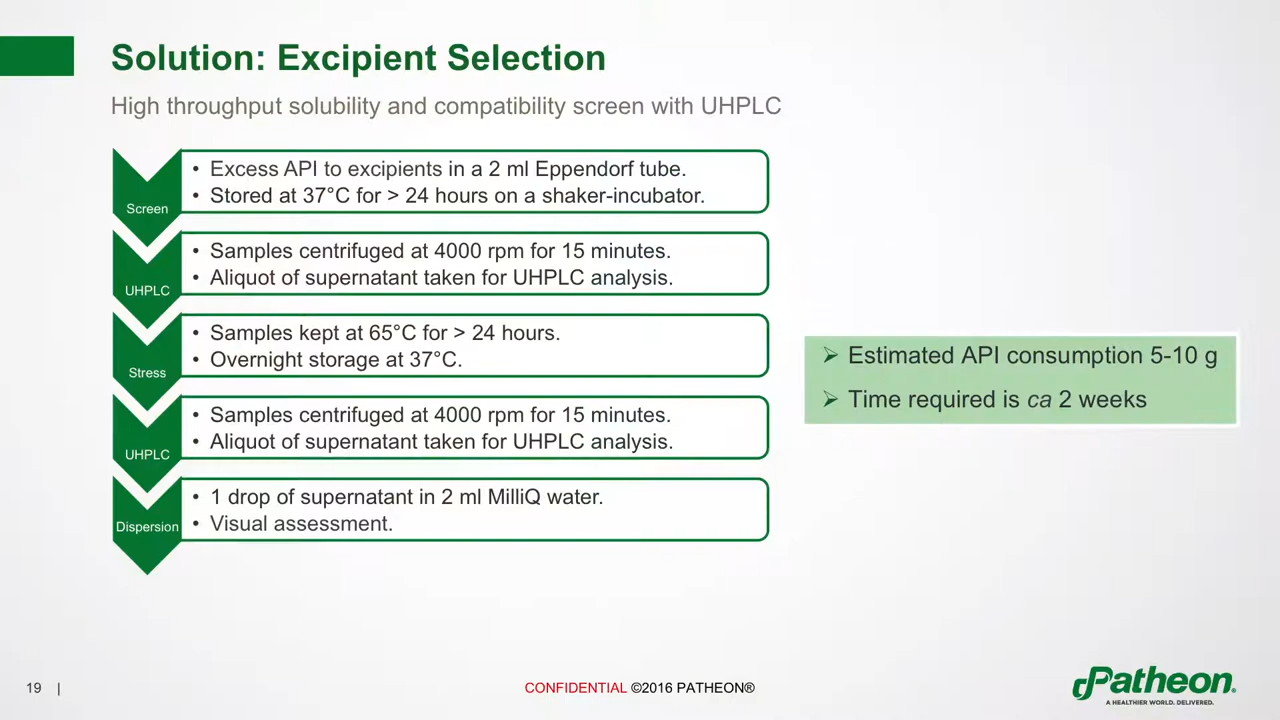 Solution: Excipient Selection
High throughput solubility and compatibility screen with UHPLC
Screen
• Excess API to excipients in a 2 ml Eppendorf tube.
• Stored at 37°C for > 24 hours on a shaker-incubator.
UHPLC
• Samples centrifuged at 4000 rpm for 15 minutes.
• Aliquot of supernatant taken for UHPLC analysis.
Stress
• Samples kept at 65°C for > 24 hours.
• Overnight storage at 37°C.
UHPLC
• Samples centrifuged at 4000 rpm for 15 minutes.
• Aliquot of supernatant taken for UHPLC analysis.
Dispersion
• 1 drop of supernatant in 2 ml MilliQ water.
• Visual assessment.
➢ Estimated API consumption 5-10 g
➢ Time required is ca 2 weeks
19 |
CONFIDENTIAL ©2016 PATHEON®
Patheon®
A HEALTHIER WORLD. DELIVERED.